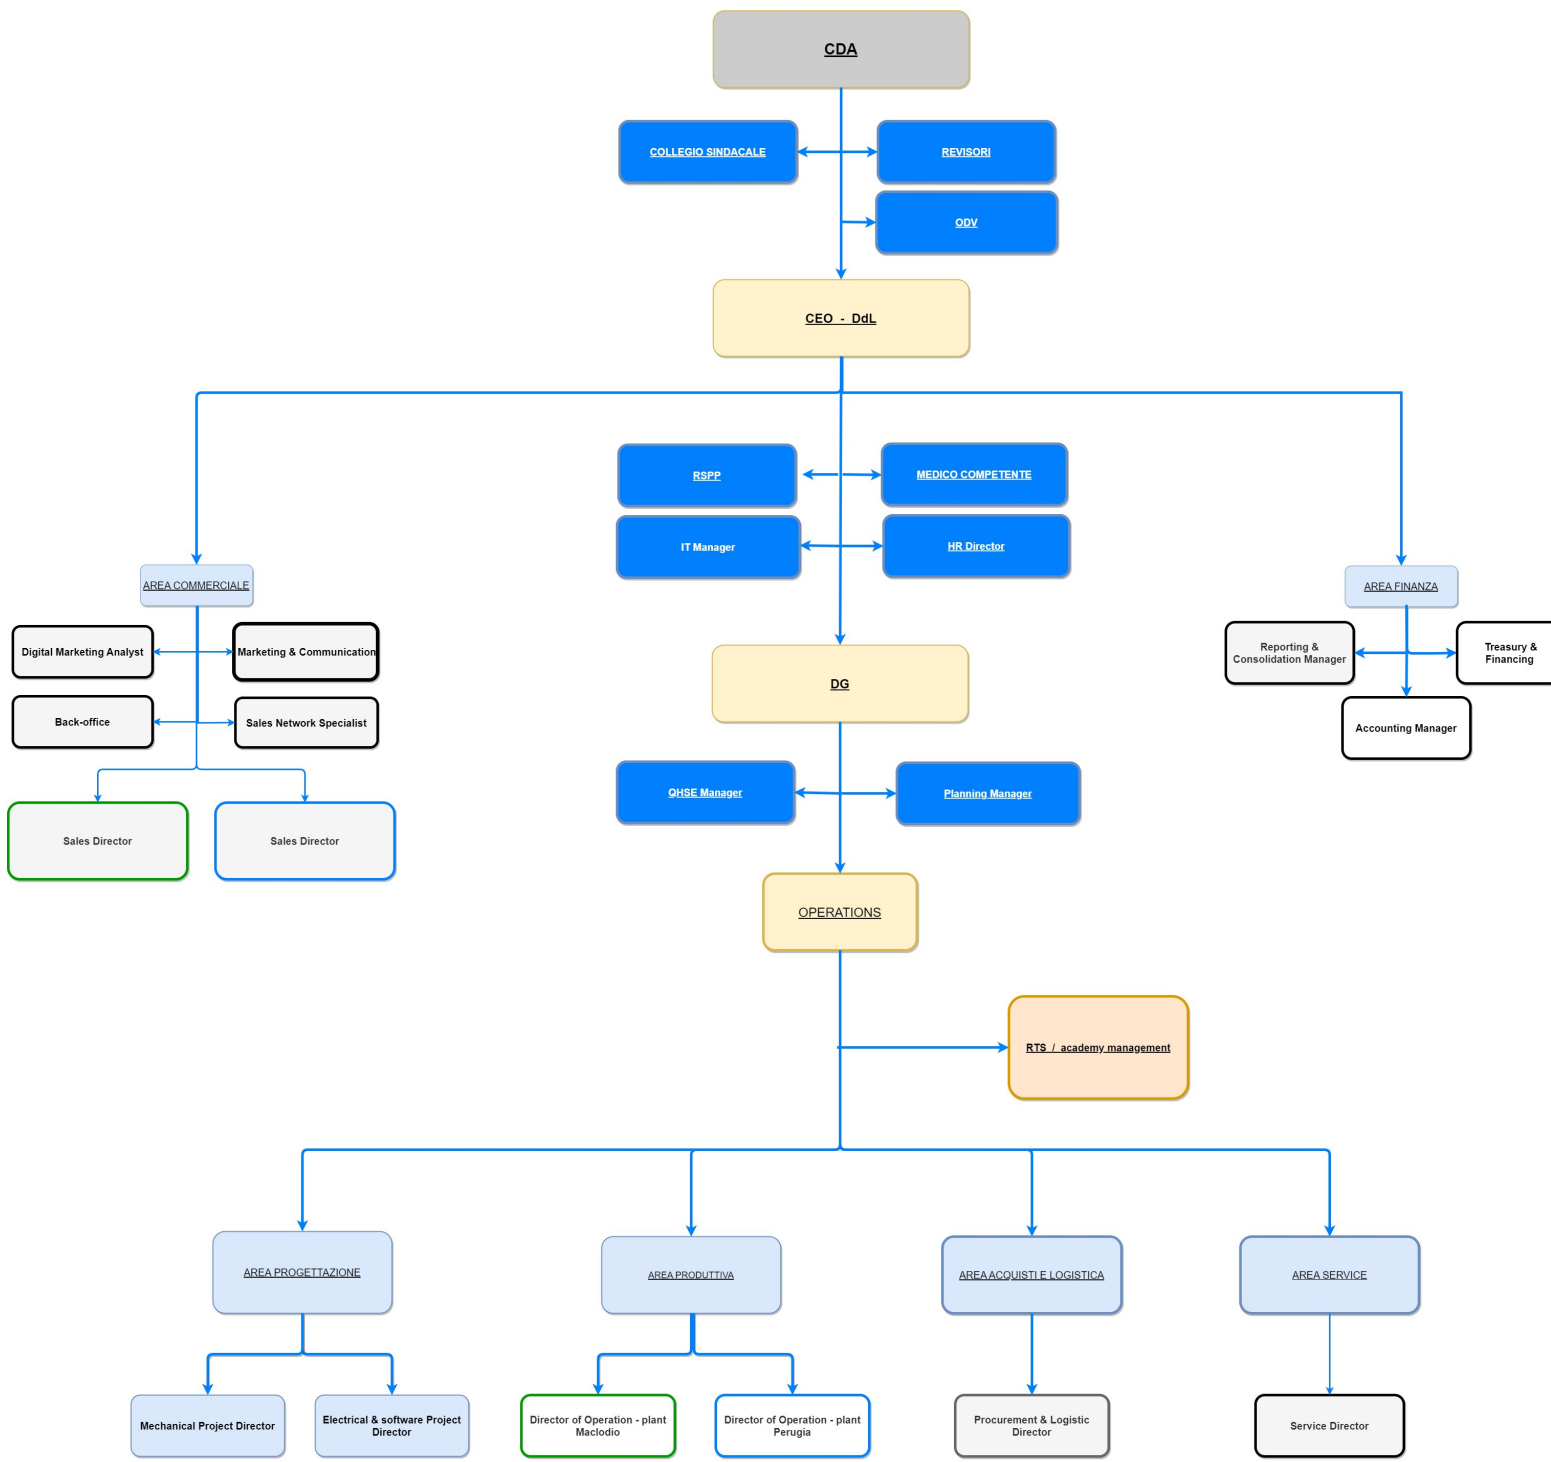 CDA
COLLEGIO SINDACALE
REVISORI
ODV
CEO - DdL
RSPP
MEDICO COMPETENTE
IT Manager
HR Director
AREA COMMERCIALE
AREA FINANZA
Digital Marketing Analyst
Marketing & Communication
Reporting &
Consolidation Manager
Treasury &
Financing
DG
Back-office
Sales Network Specialist
Accounting Manager
QHSE Manager
Planning Manager
Sales Director
Sales Director
OPERATIONS
RTS / academy management
AREA PROGETTAZIONE
AREA PRODUTTIVA
AREA ACQUISTI E LOGISTICA
AREA SERVICE
Mechanical Project Director
Electrical & software Project
Director
Director of Operation - plant
Maclodio
Director of Operation - plant
Perugia
Procurement & Logistic
Director
Service Director